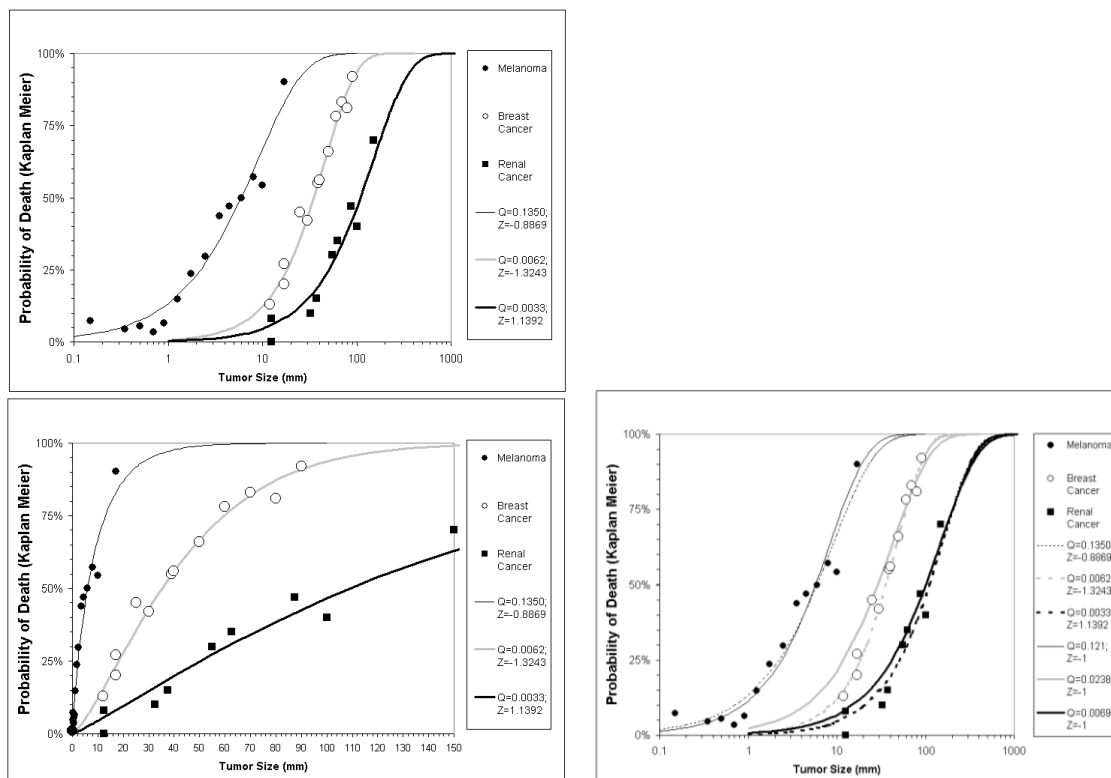 Probability of Death (Kaplan Meier)
100%
75%
50%
25%
0%
0.1
1
10
100
1000
Tumor Size (mm)
Melanoma
Breast
Cancer
Renal
Cancer
Q=0.1350;
Z=-0.8869
Q=0.0062;
Z=-1.3243
Q=0.0033;
Z=1.1392
Probability of Death (Kaplan Meier)
100%
75%
50%
25%
0%
0
10
20
30
40
50
60
70
80
90
100
110
120
130
140
150
Tumor Size (mm)
Melanoma
Breast
Cancer
Renal
Cancer
Q=0.1350;
Z=-0.8869
Q=0.0062;
Z=-1.3243
Q=0.0033;
Z=1.1392
Probability of Death (Kaplan Meier)
100%
75%
50%
25%
0%
0.1
1
10
100
1000
Tumor Size (mm)
Melanoma
Breast
Cancer
Renal
Cancer
Q=0.1350;
Z=-0.8869
Q=0.0062;
Z=-1.3243
Q=0.0033;
Z=1.1392
Q=0.121;
Z=-1
Q=0.0238;
Z=-1
Q=0.0069;
Z=-1